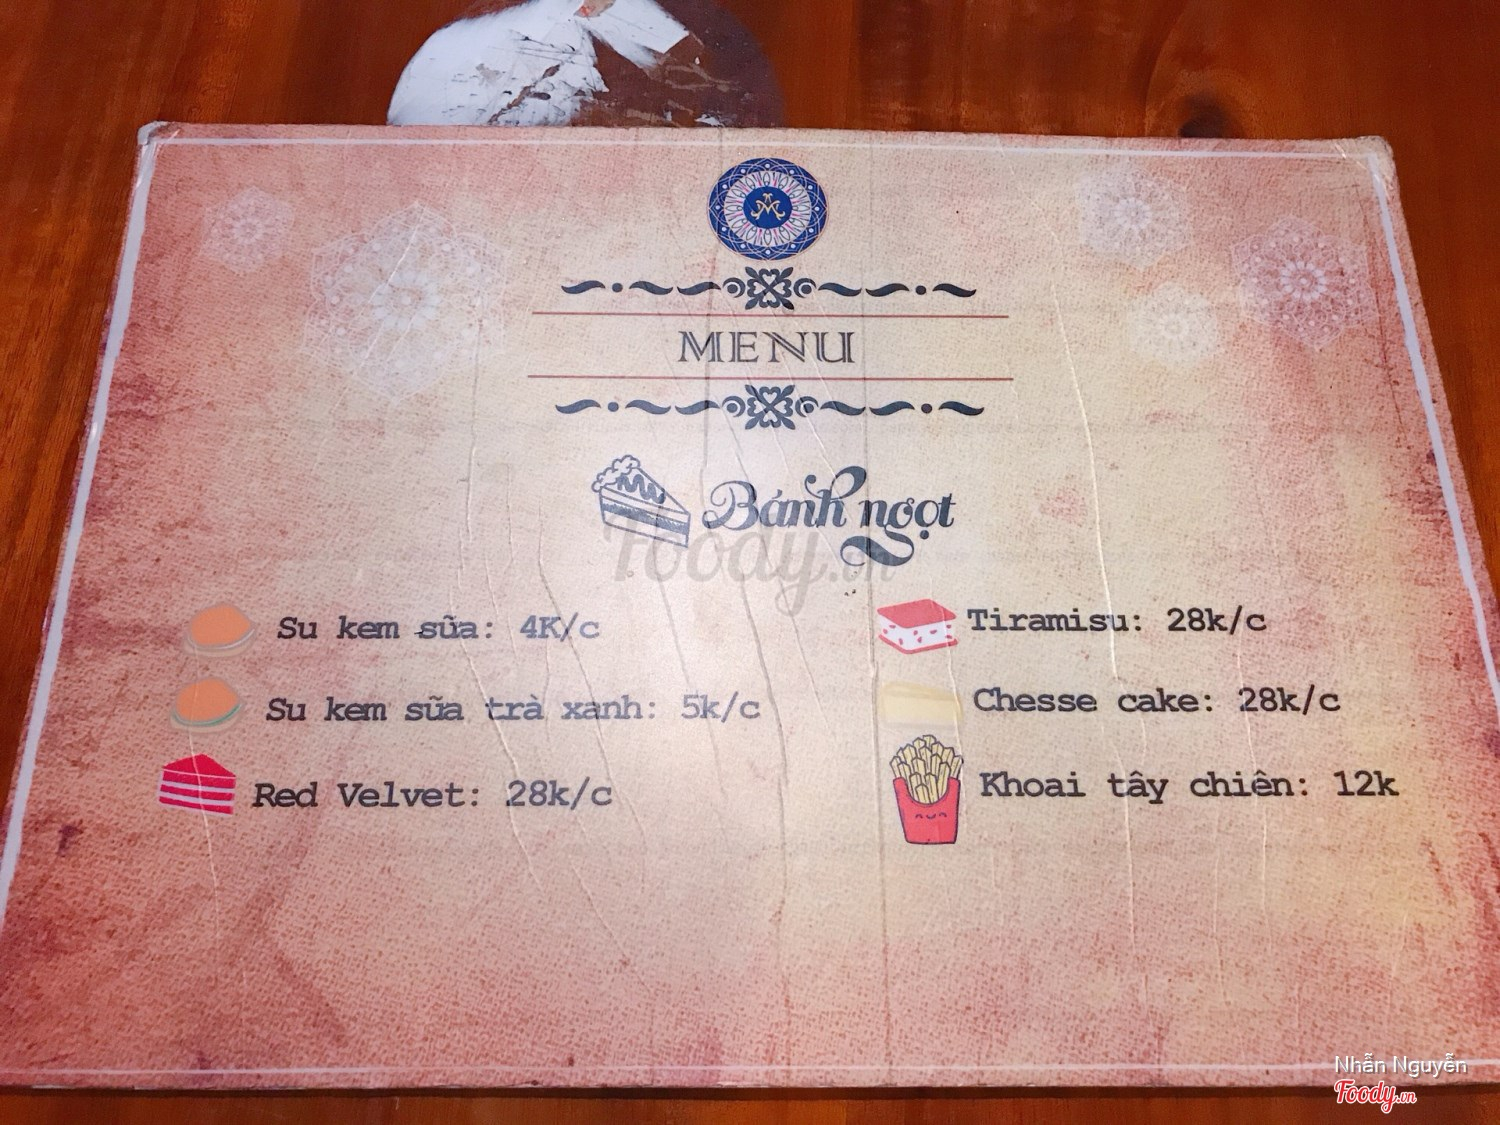 MENU
Bánh ngọt
Su kem sữa: 4K/c
Su kem sữa trà xanh: 5k/c
Red Velvet: 28k/c
Tiramisu: 28k/c
Chesse cake: 28k/c
Khoai tây chiên: 12k
Foody.vn
Nhẫn Nguyễn
Foody.vn